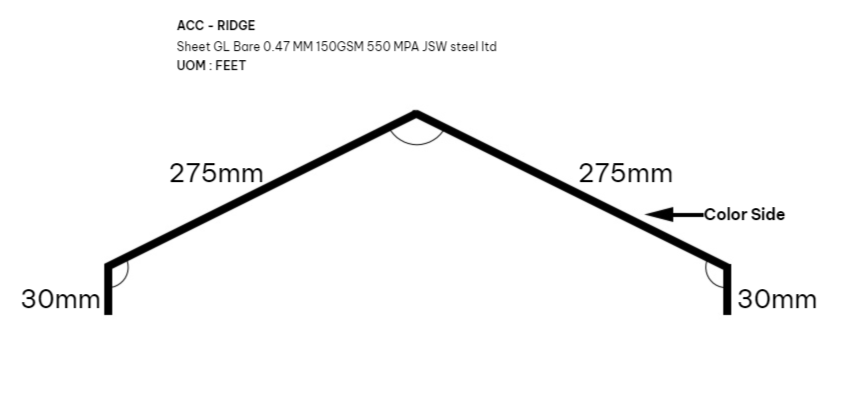 ACC - RIDGE
Sheet GL Bare 0.47 MM 150GSM 550 MPA JSW steel ltd
UOM : FEET
275mm
275mm
Color Side
30mm
30mm